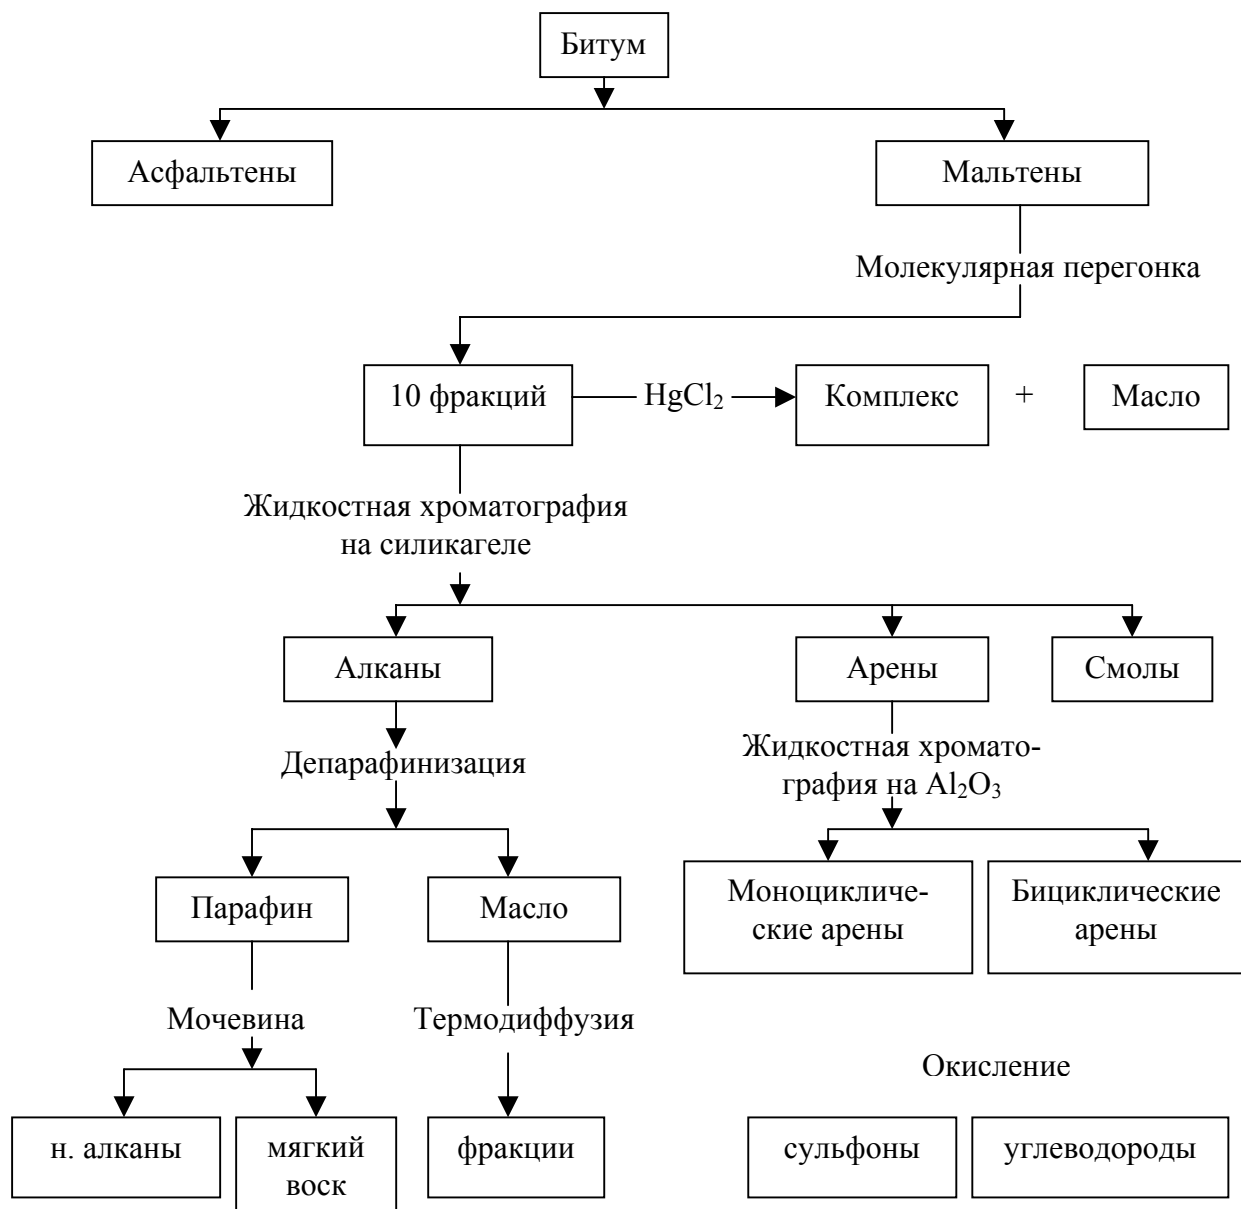 Битум
Асфальтены
Мальтены
Молекулярная перегонка
10 фракций
HgCl₂
Комплекс
+
Масло
Жидкостная хроматография
на силикагеле
Алканы
Арены
Смолы
Депарафинизация
Жидкостная хромато-
графия на Al₂O₃
Парафин
Масло
Моноцикличе-
ские арены
Бициклические
арены
Мочевина
Термодиффузия
Окисление
н. алканы
мягкий
воск
фракции
сульфоны
углеводороды